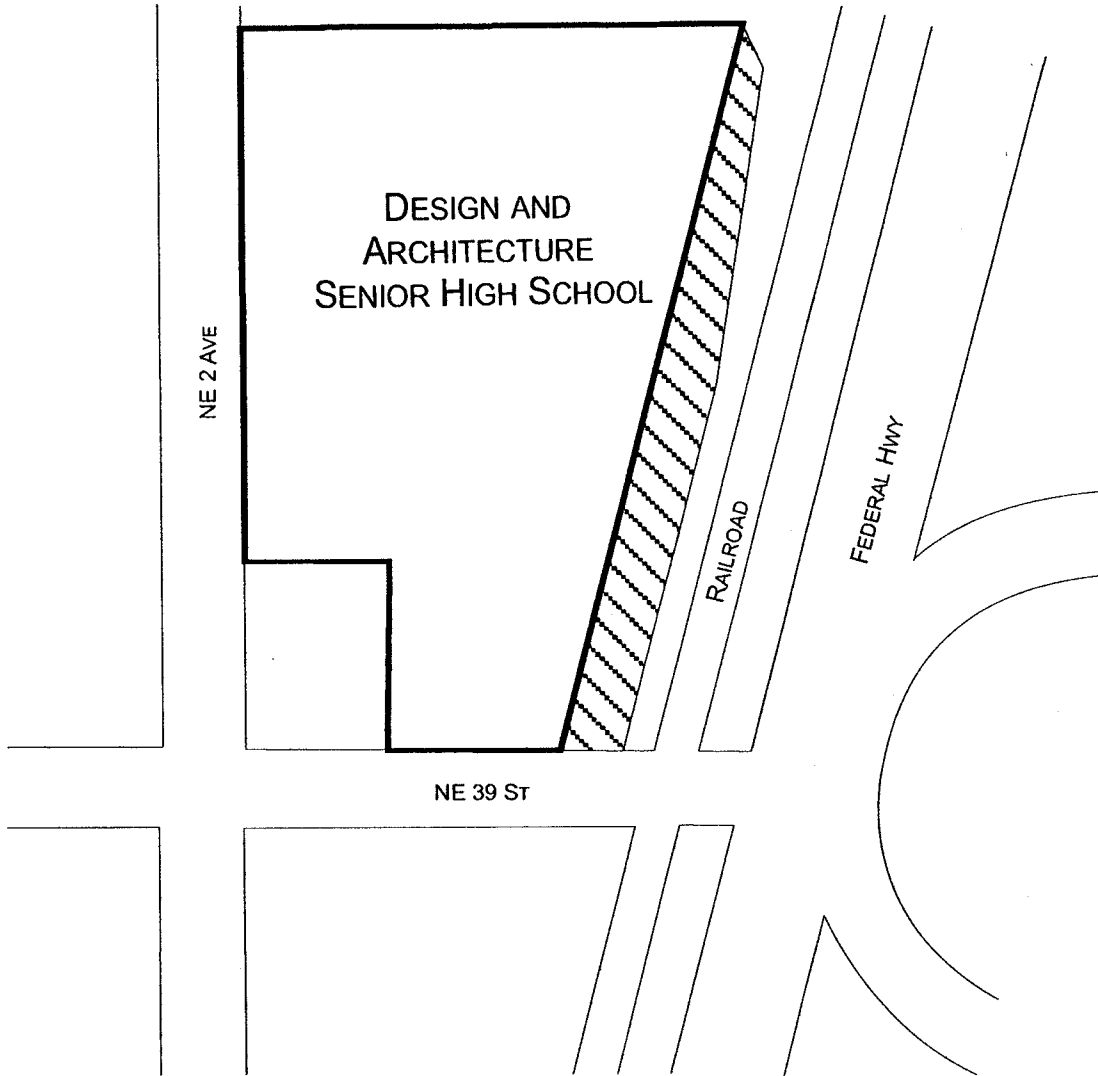 DESIGN AND
ARCHITECTURE
SENIOR HIGH SCHOOL
NE 2 AVE
RAILROAD
FEDERAL HWY
NE 39 ST